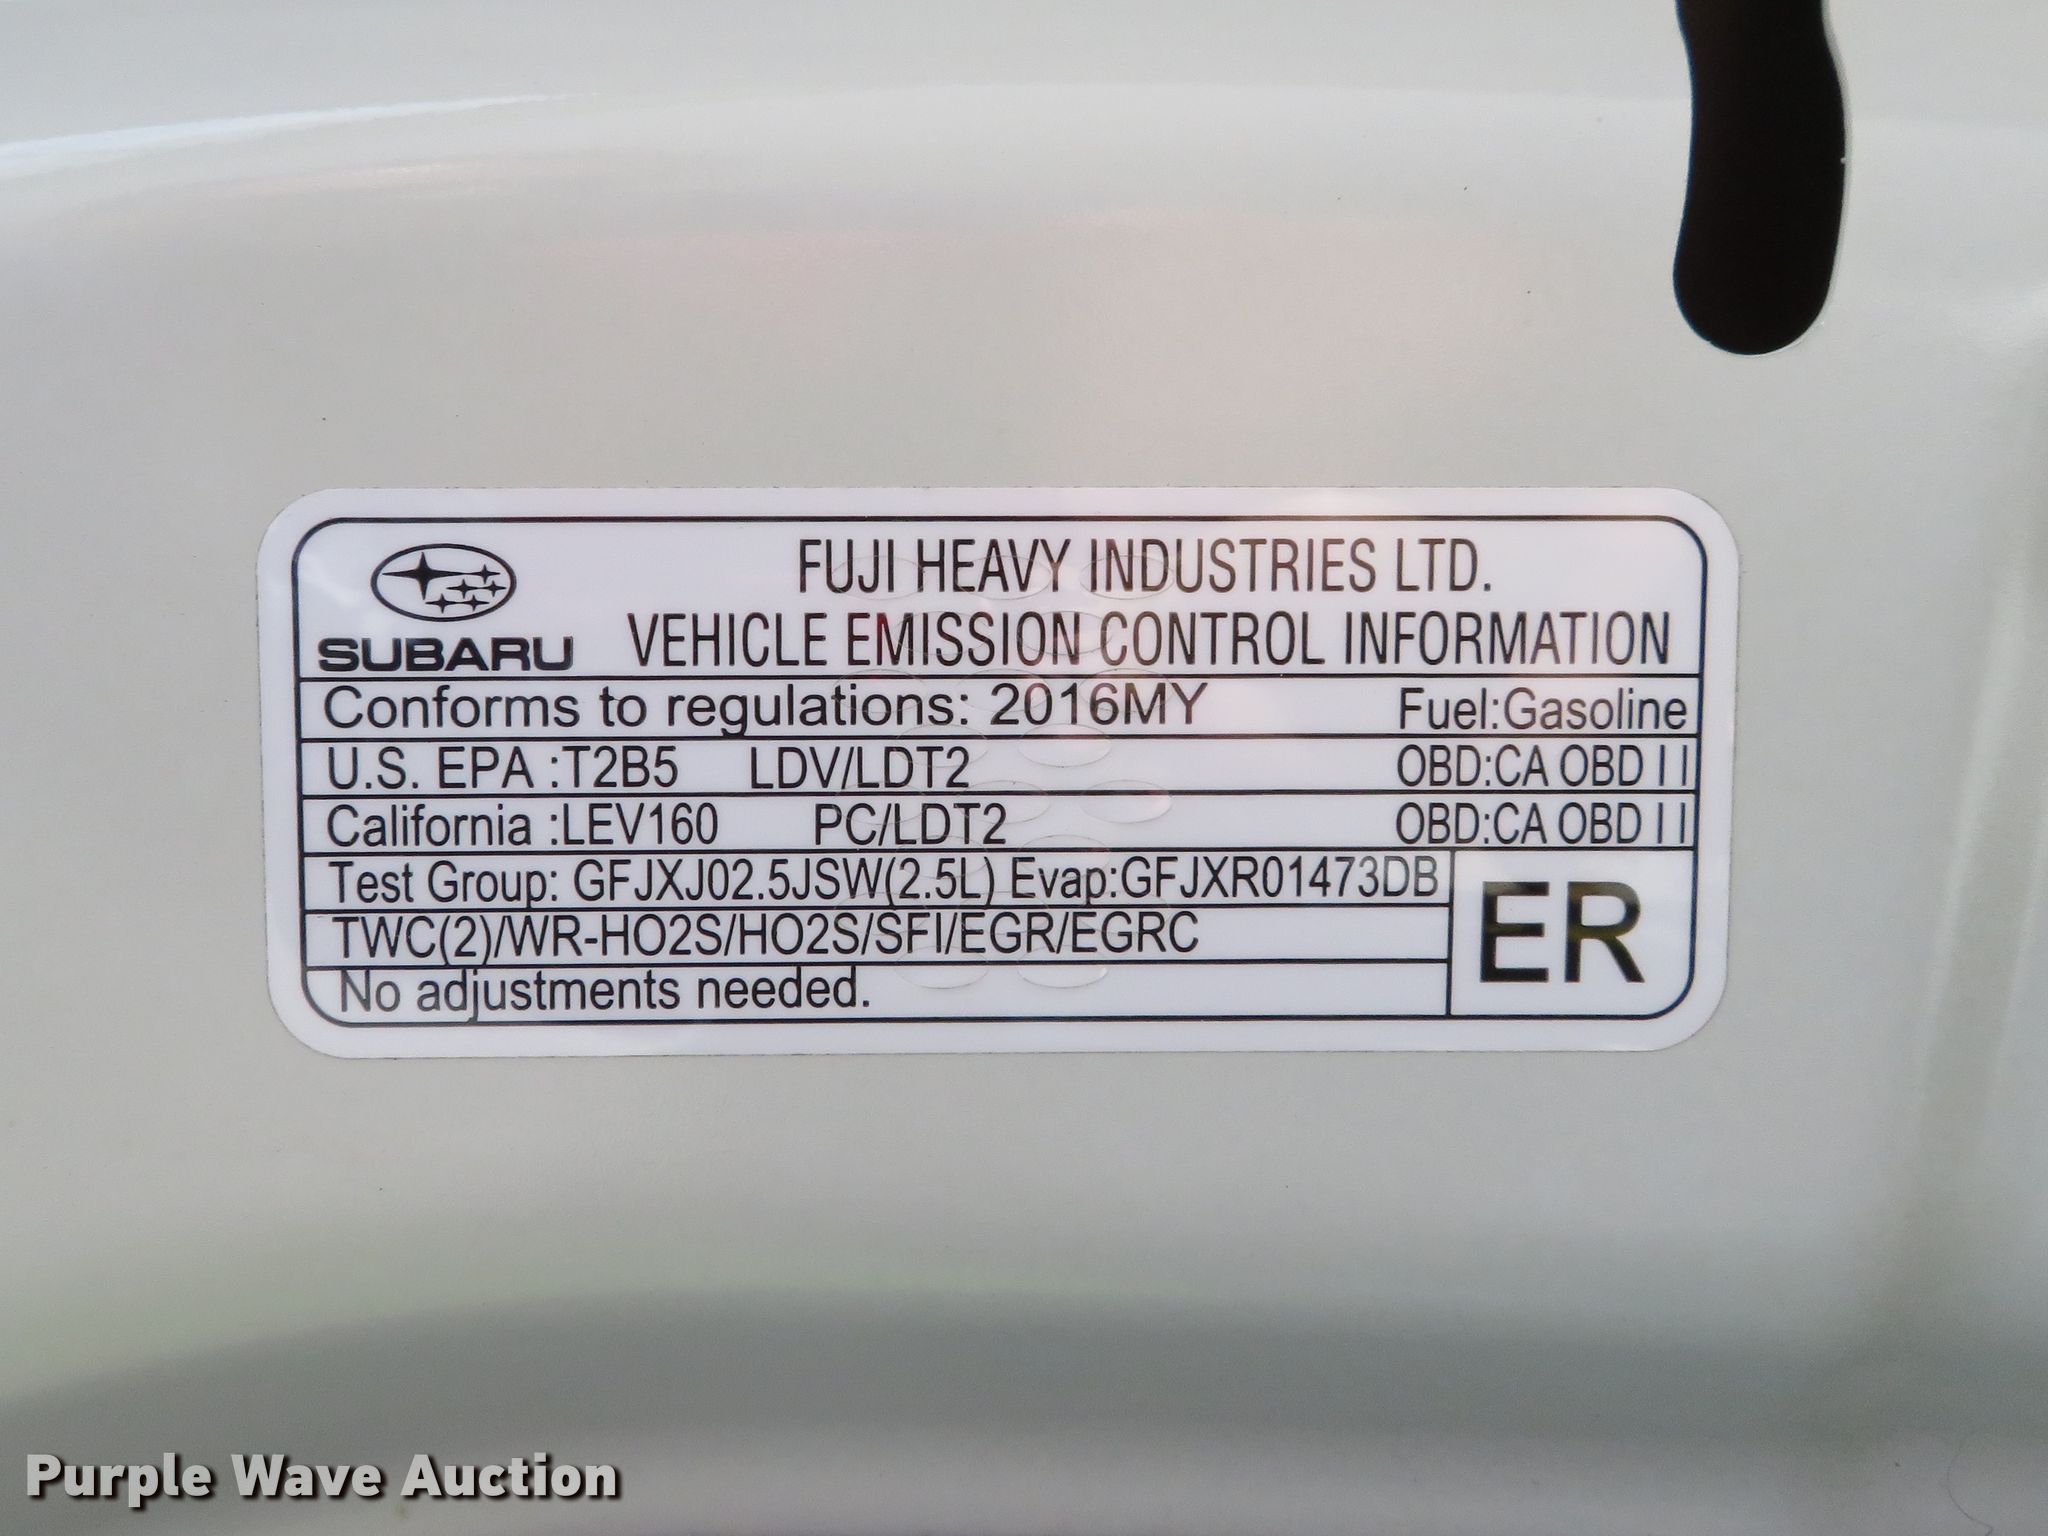 FUJI HEAVY INDUSTRIES LTD.
SUBARU VEHICLE EMISSION CONTROL INFORMATION
Conforms to regulations: 2016MY Fuel:Gasoline
U.S. EPA :T2B5 LDV/LDT2 OBD:CA OBD II
California :LEV160 PC/LDT2 OBD:CA OBD II
Test Group: GFJXJ02.5JSW(2.5L) Evap:GFJXR01473DB
TWC(2)/WR-HO2S/HO2S/SFI/EGR/EGRC
ER
No adjustments needed.
Purple Wave Auction